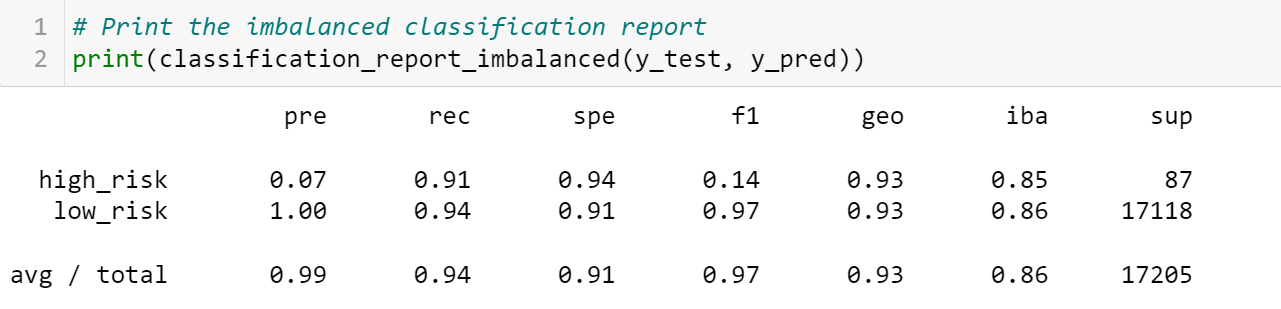 1 # Print the imbalanced classification report
2 print(classification_report_imbalanced(y_test, y_pred))
pre rec spe f1 geo iba sup
high_risk 0.07 0.91 0.94 0.14 0.93 0.85 87
low_risk 1.00 0.94 0.91 0.97 0.93 0.86 17118
avg / total 0.99 0.94 0.91 0.97 0.93 0.86 17205